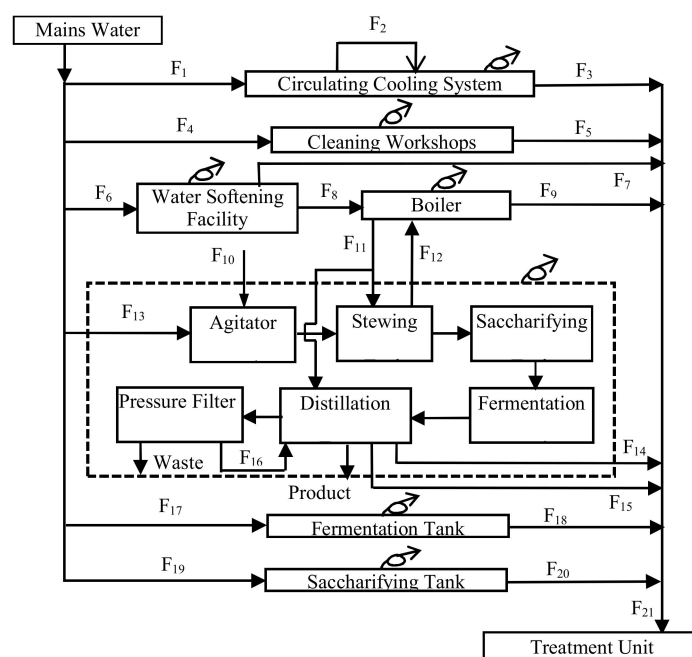 Mains Water
F2
F1
F3
Circulating Cooling System
F4
F5
Cleaning Workshops
F6
Water Softening
Facility
F8
Boiler
F9
F7
F10
F11
F12
F13
Agitator
Stewing
Saccharifying
Pressure Filter
Distillation
Fermentation
F14
Waste
F16
Product
F15
F17
F18
Fermentation Tank
F19
F20
Saccharifying Tank
F21
Treatment Unit